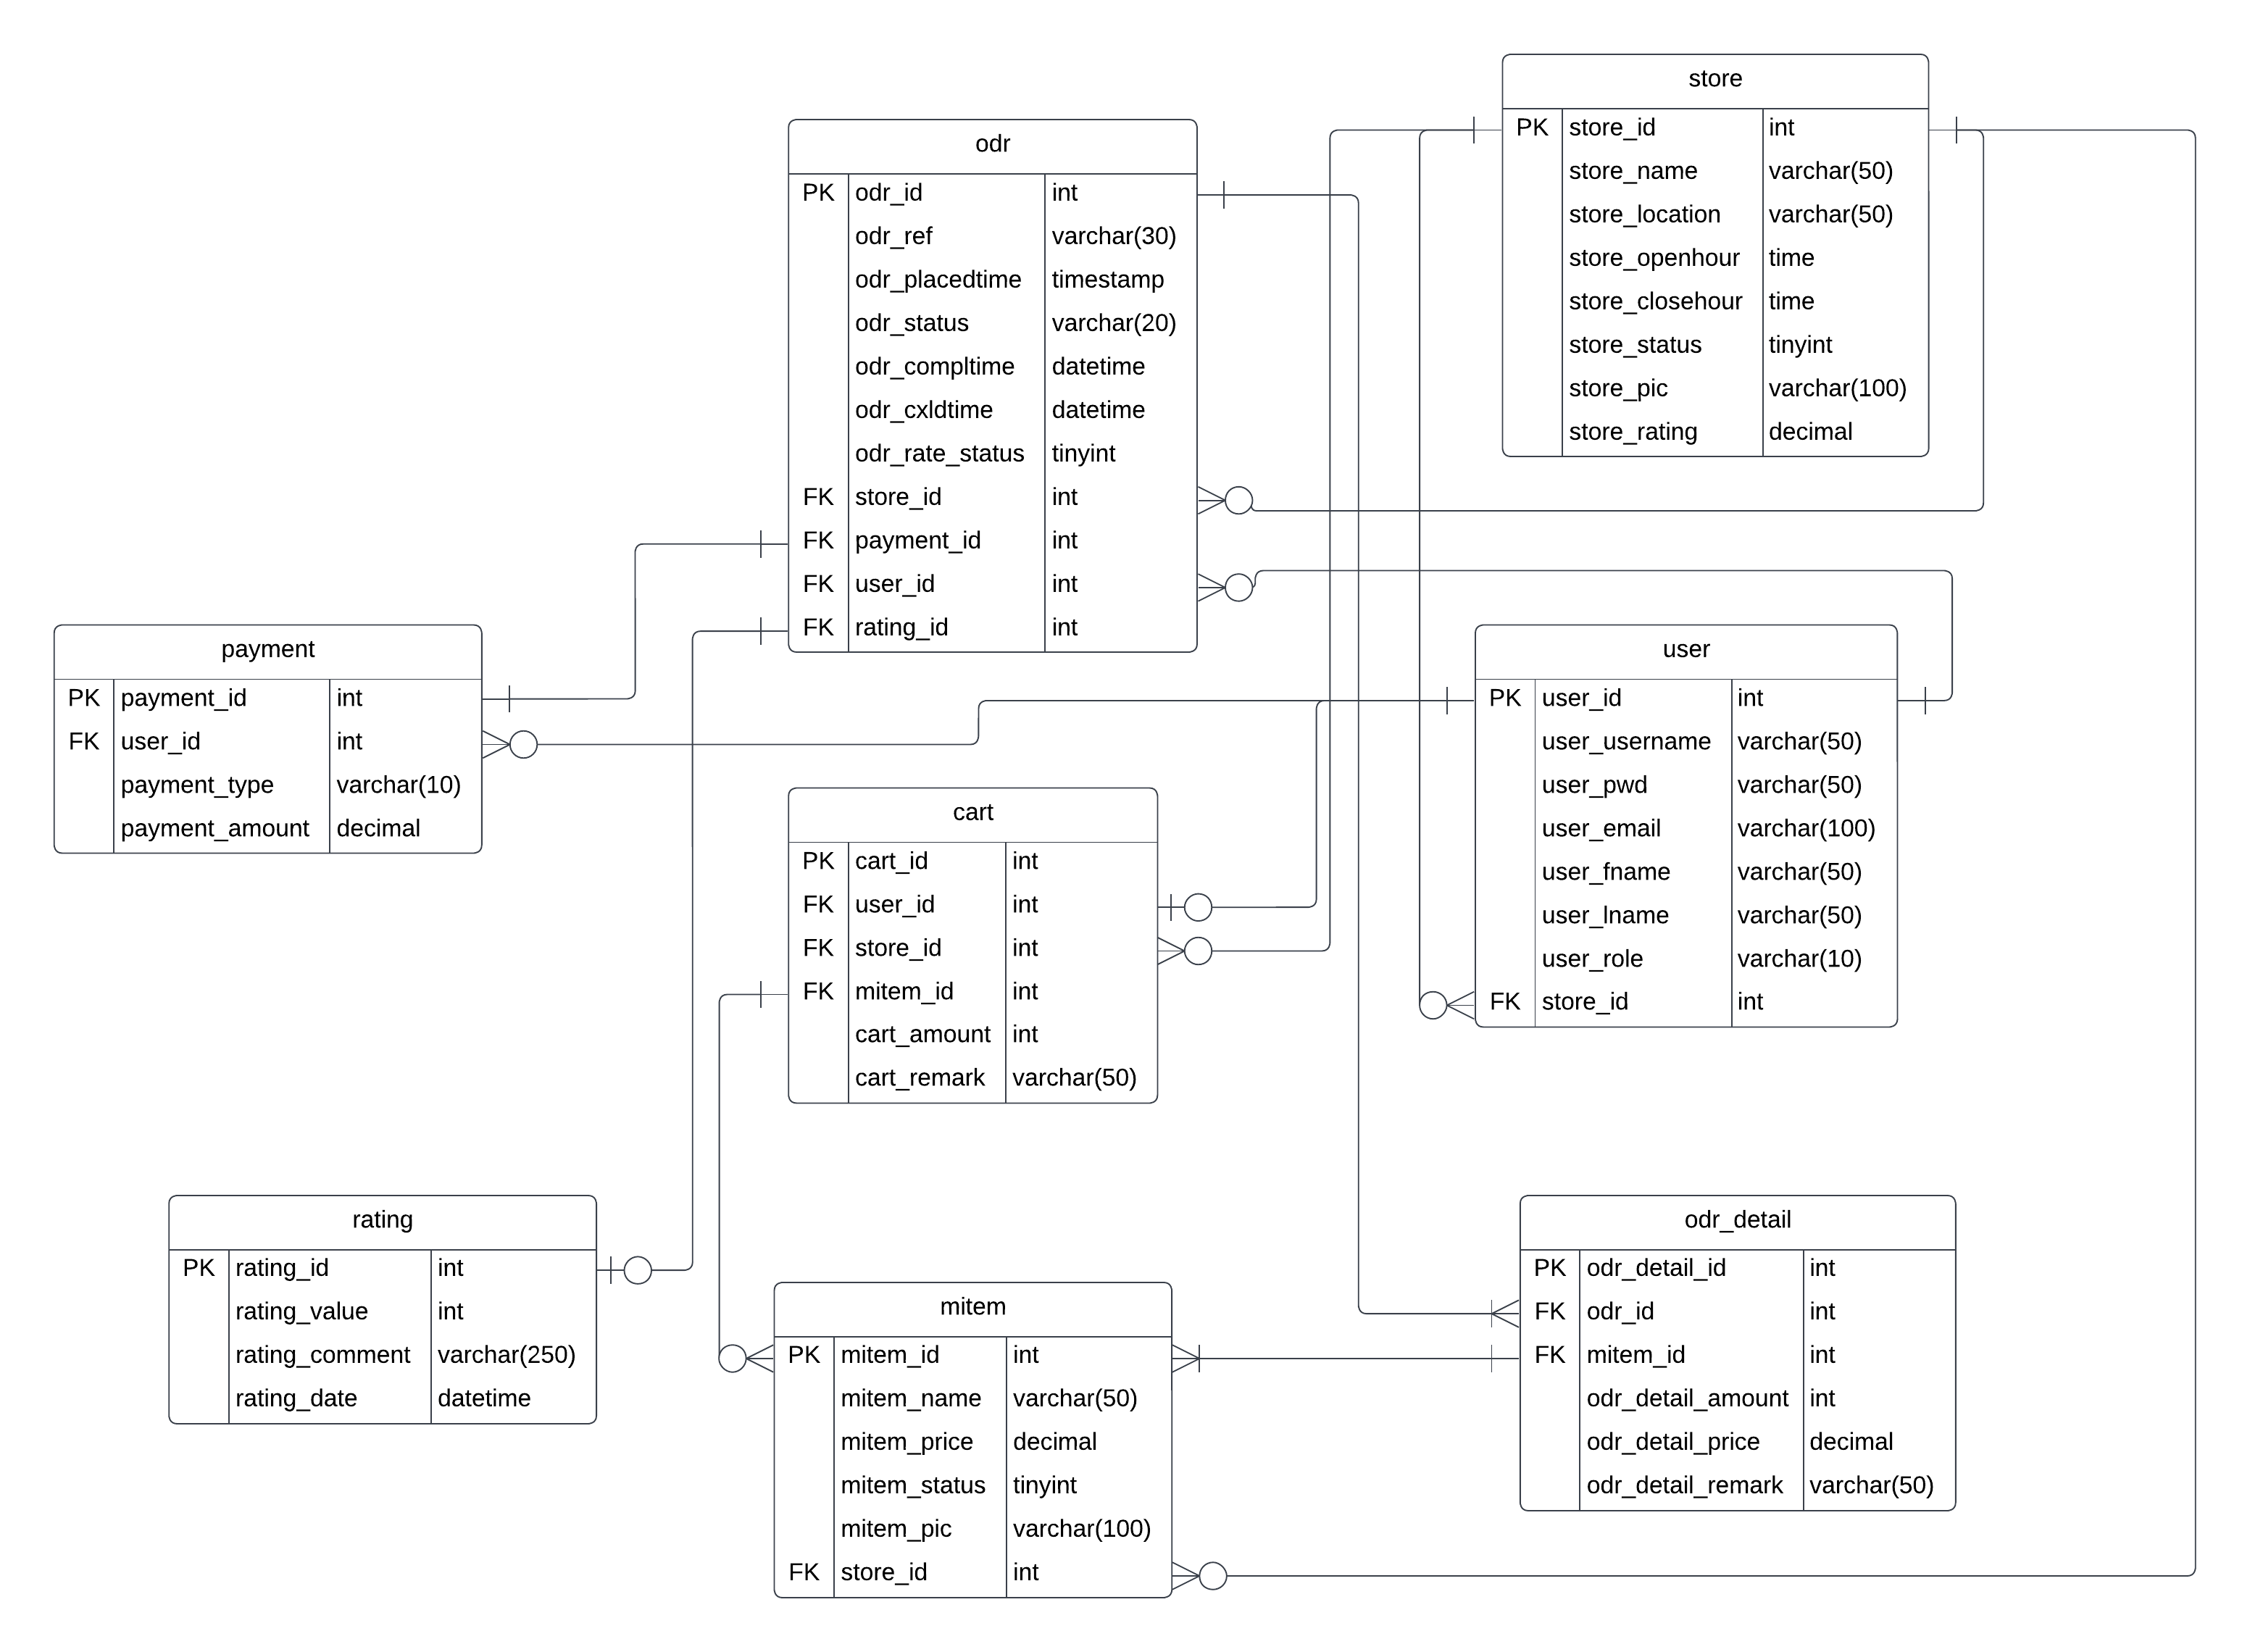 store
PK store_id int
store_name varchar(50)
store_location varchar(50)
store_openhour time
store_closehour time
store_status tinyint
store_pic varchar(100)
store_rating decimal
odr
PK odr_id int
odr_ref varchar(30)
odr_placedtime timestamp
odr_status varchar(20)
odr_compltime datetime
odr_cxldtime datetime
odr_rate_status tinyint
FK store_id int
FK payment_id int
FK user_id int
FK rating_id int
payment
PK payment_id int
FK user_id int
payment_type varchar(10)
payment_amount decimal
user
PK user_id int
user_username varchar(50)
user_pwd varchar(50)
user_email varchar(100)
user_fname varchar(50)
user_lname varchar(50)
user_role varchar(10)
FK store_id int
cart
PK cart_id int
FK user_id int
FK store_id int
FK mitem_id int
cart_amount int
cart_remark varchar(50)
rating
PK rating_id int
rating_value int
rating_comment varchar(250)
rating_date datetime
mitem
PK mitem_id int
mitem_name varchar(50)
mitem_price decimal
mitem_status tinyint
mitem_pic varchar(100)
FK store_id int
odr_detail
PK odr_detail_id int
FK odr_id int
FK mitem_id int
odr_detail_amount int
odr_detail_price decimal
odr_detail_remark varchar(50)